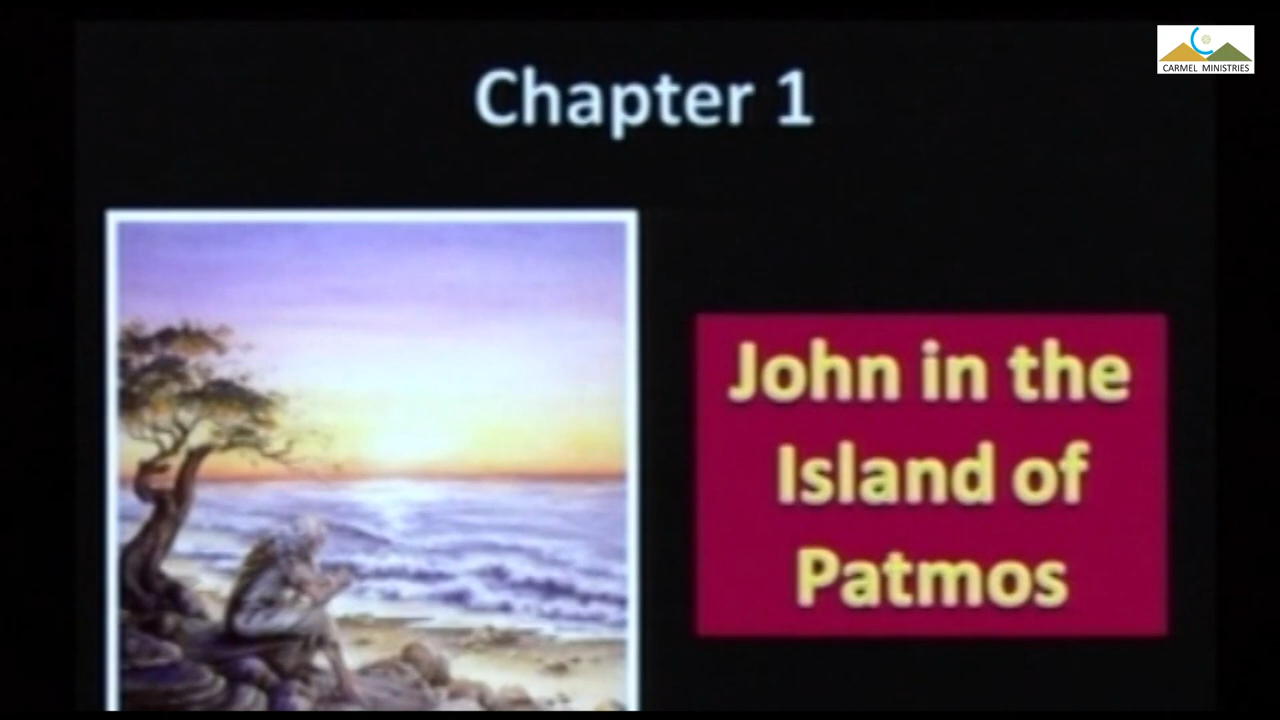 CARMEL MINISTRIES
Chapter 1
John in the
Island of
Patmos